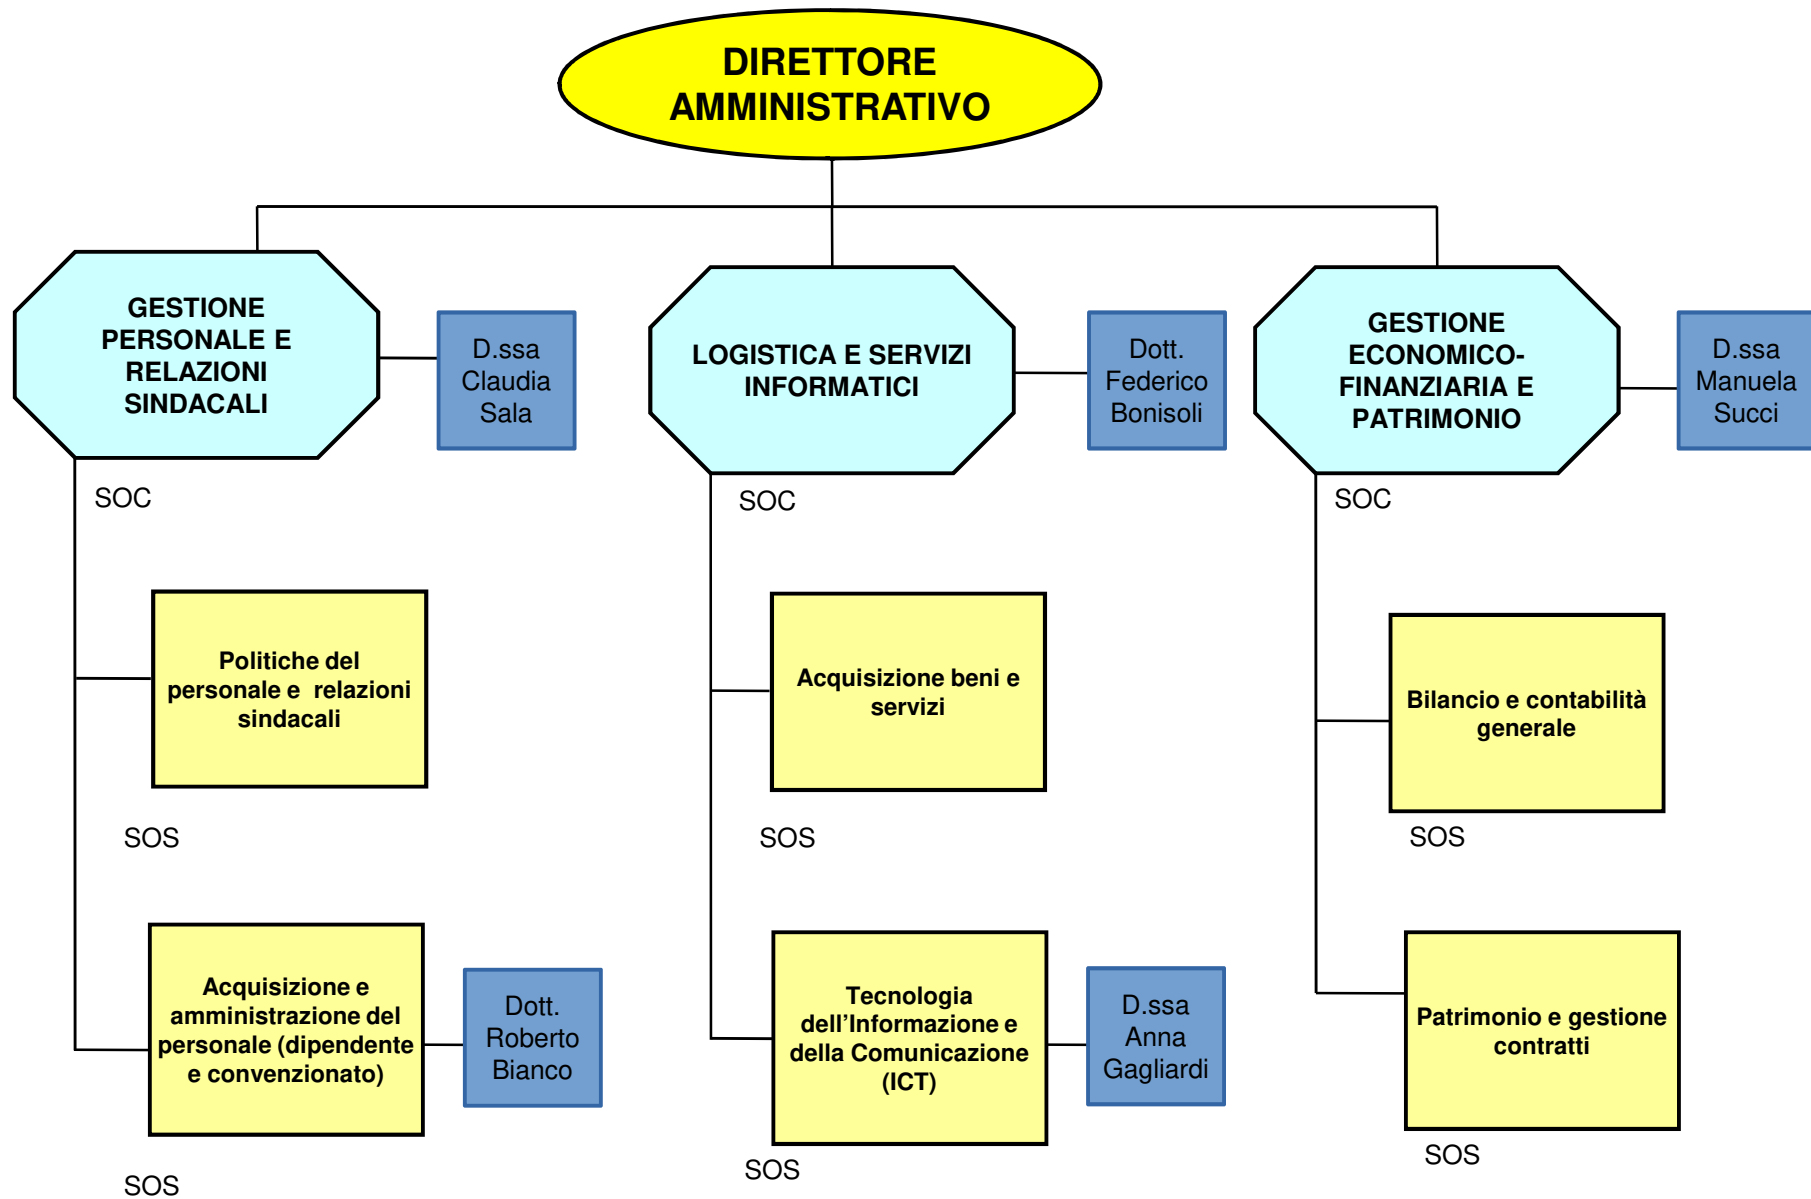 DIRETTORE
AMMINISTRATIVO
GESTIONE
PERSONALE E
RELAZIONI
SINDACALI
D.ssa
Claudia
Sala
SOC
LOGISTICA E SERVIZI
INFORMATICI
Dott.
Federico
Bonisoli
SOC
GESTIONE
ECONOMICO-
FINANZIARIA E
PATRIMONIO
D.ssa
Manuela
Succi
SOC
Politiche del
personale e  relazioni
sindacali
SOS
Acquisizione beni e
servizi
SOS
Bilancio e contabilità
generale
SOS
Acquisizione e
amministrazione del
personale (dipendente
e convenzionato)
Dott.
Roberto
Bianco
SOS
Tecnologia
dell’Informazione e
della Comunicazione
(ICT)
D.ssa
Anna
Gagliardi
SOS
Patrimonio e gestione
contratti
SOS